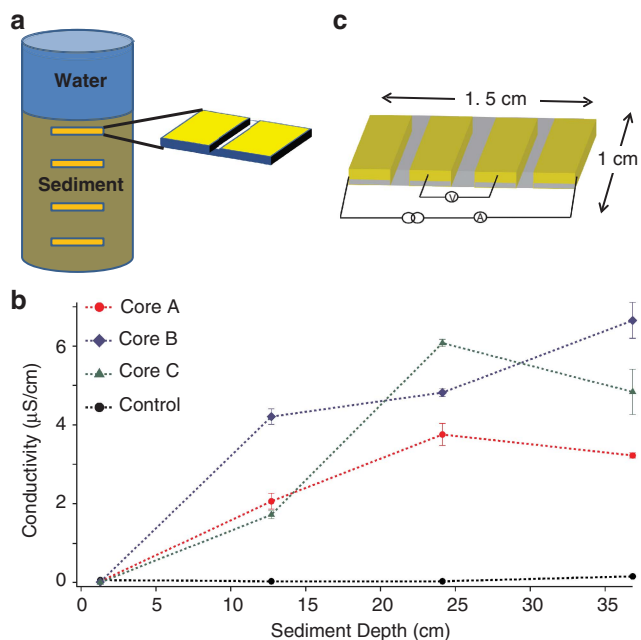 a
Water
Sediment
c
1. 5 cm
1 cm
V
A
b
Core A
Core B
Core C
Control
Conductivity (µS/cm)
6
4
2
0
0 5 10 15 20 25 30 35
Sediment Depth (cm)